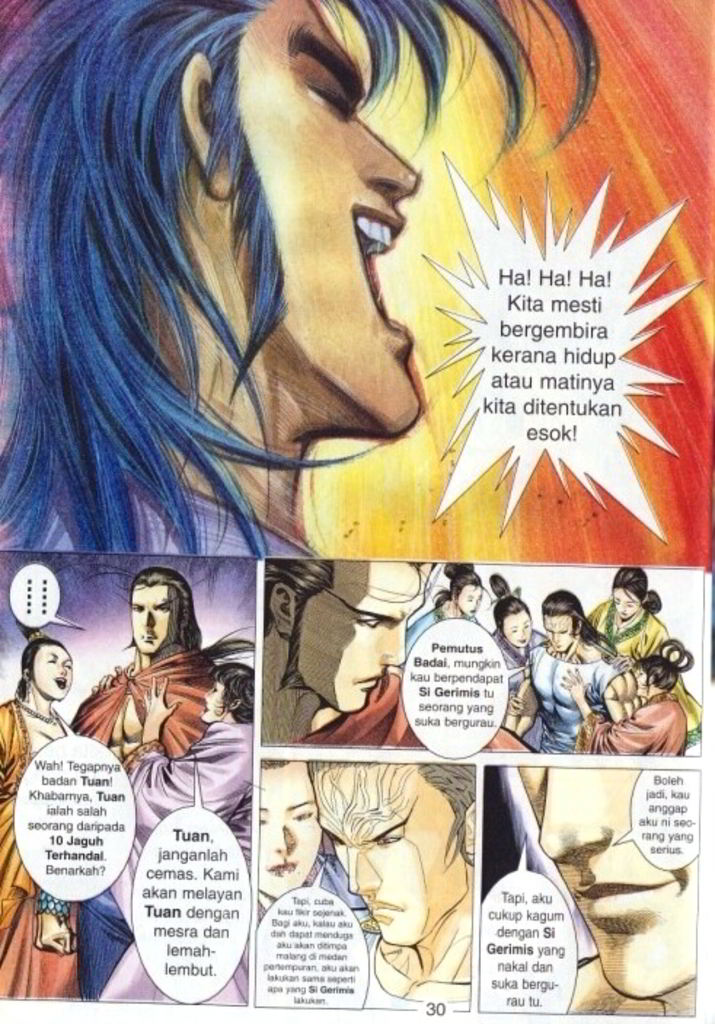 Ha! Ha! Ha!
Kita mesti
bergembira
kerana hidup
atau matinya
kita ditentukan
esok!
Wah! Tegapnya
badan Tuan!
Khabarnya, Tuan
ialah salah
seorang daripada
10 Jaguh
Terhandal.
Benarkah?
Tuan,
janganlah
cemas. Kami
akan melayan
Tuan dengan
mesra dan
lemah-
lembut.
Pemutus
Badai, mungkin
kau berpendapat
Si Gerimis tu
seorang yang
suka bergurau.
Tapi, cuba
kau fikir sejenak.
Bagi aku, kalau aku
dah dapat menduga
aku akan ditimpa
malang di medan
pertempuran, aku akan
lakukan sama seperti
apa yang Si Gerimis
lakukan.
Boleh
jadi, kau
anggap
aku ni seo-
rang yang
serius.
Tapi, aku
cukup kagum
dengan Si
Gerimis yang
nakal dan
suka bergu-
rau tu.
30